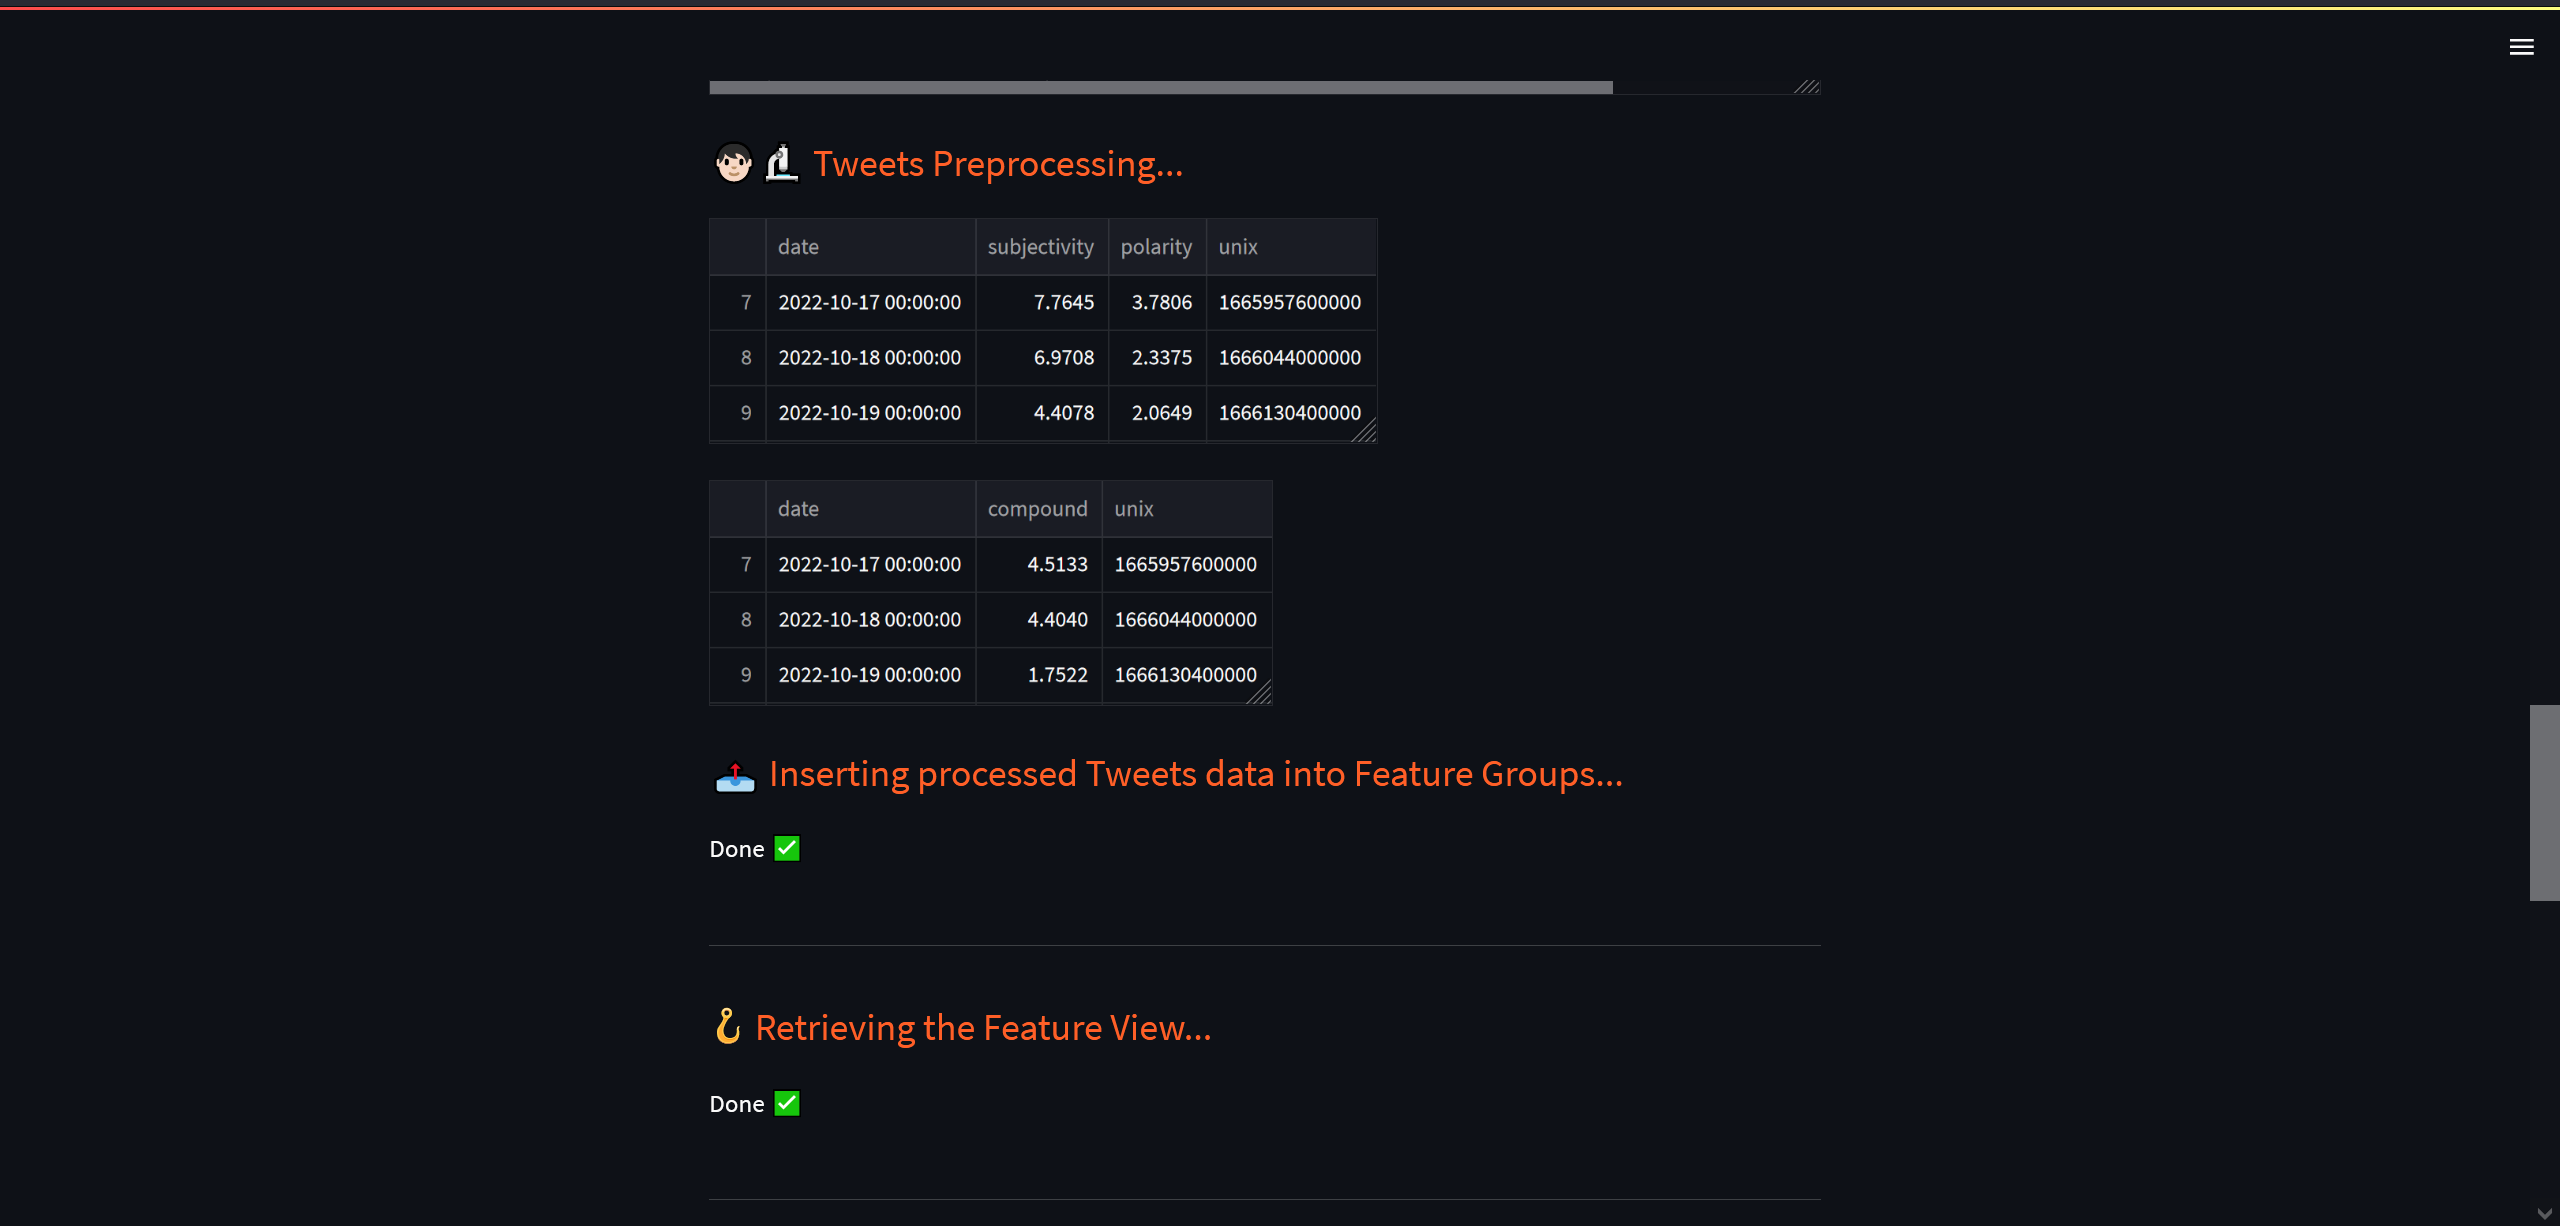 Tweets Preprocessing...
date subjectivity polarity unix
7 2022-10-17 00:00:00 7.7645 3.7806 1665957600000
8 2022-10-18 00:00:00 6.9708 2.3375 1666044000000
9 2022-10-19 00:00:00 4.4078 2.0649 1666130400000
date compound unix
7 2022-10-17 00:00:00 4.5133 1665957600000
8 2022-10-18 00:00:00 4.4040 1666044000000
9 2022-10-19 00:00:00 1.7522 1666130400000
Inserting processed Tweets data into Feature Groups...
Done
Retrieving the Feature View...
Done